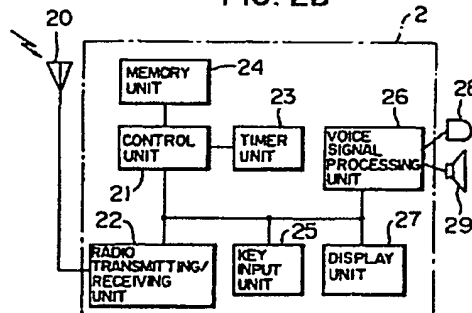 FIG. 2B
20
2
MEMORY
UNIT
24
23
28
26
CONTROL
UNIT
TIMER
UNIT
VOICE
SIGNAL
PROCESSING
UNIT
21
29
22
25
27
RADIO
TRANSMITTING/
RECEIVING
UNIT
KEY
INPUT
UNIT
DISPLAY
UNIT